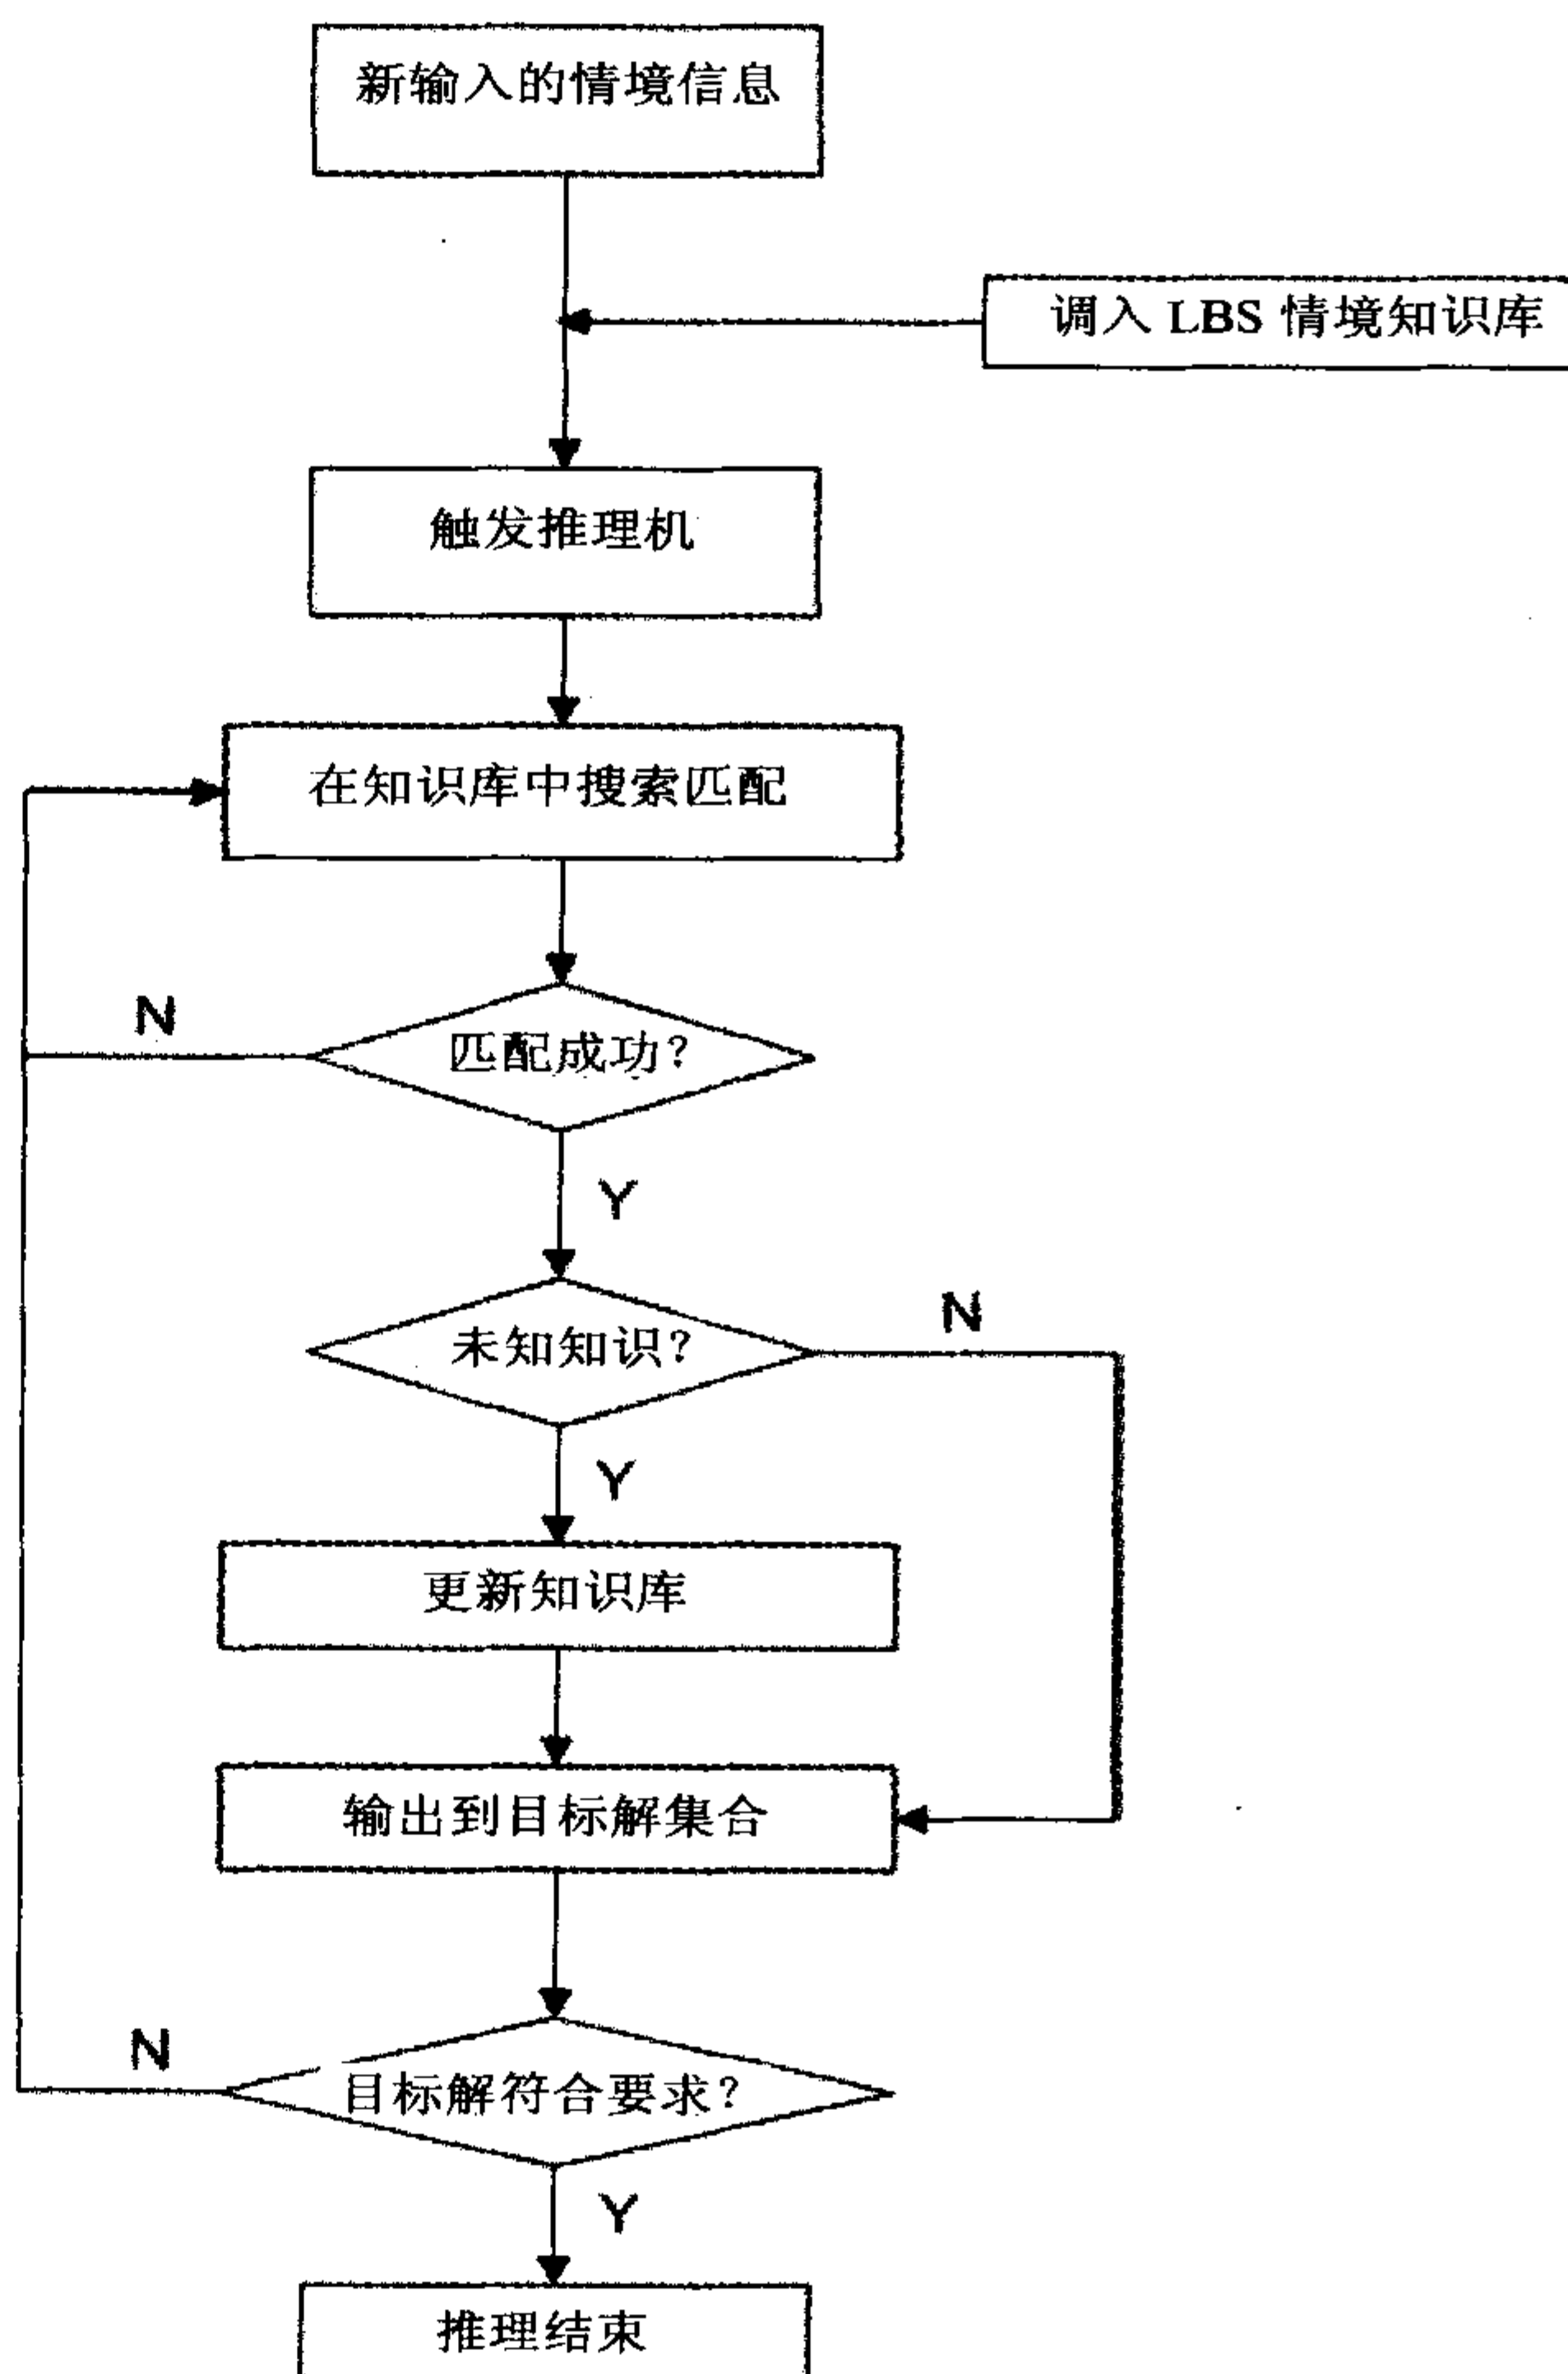 新输入的情境信息
调入 LBS 情境知识库
触发推理机
在知识库中搜索匹配
N
匹配成功?
Y
N
未知知识?
Y
更新知识库
输出到目标解集合
N
目标解符合要求?
Y
推理结束